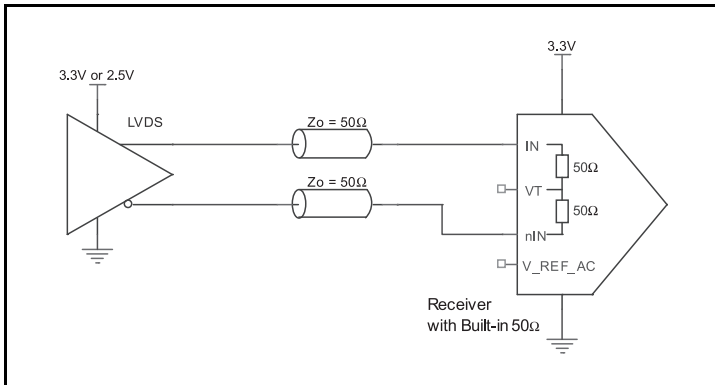 3.3V
3.3V or 2.5V
LVDS
Zo = 50Ω
Zo = 50Ω
IN
50Ω
VT
50Ω
nIN
V_REF_AC
Receiver
with Built-in 50Ω